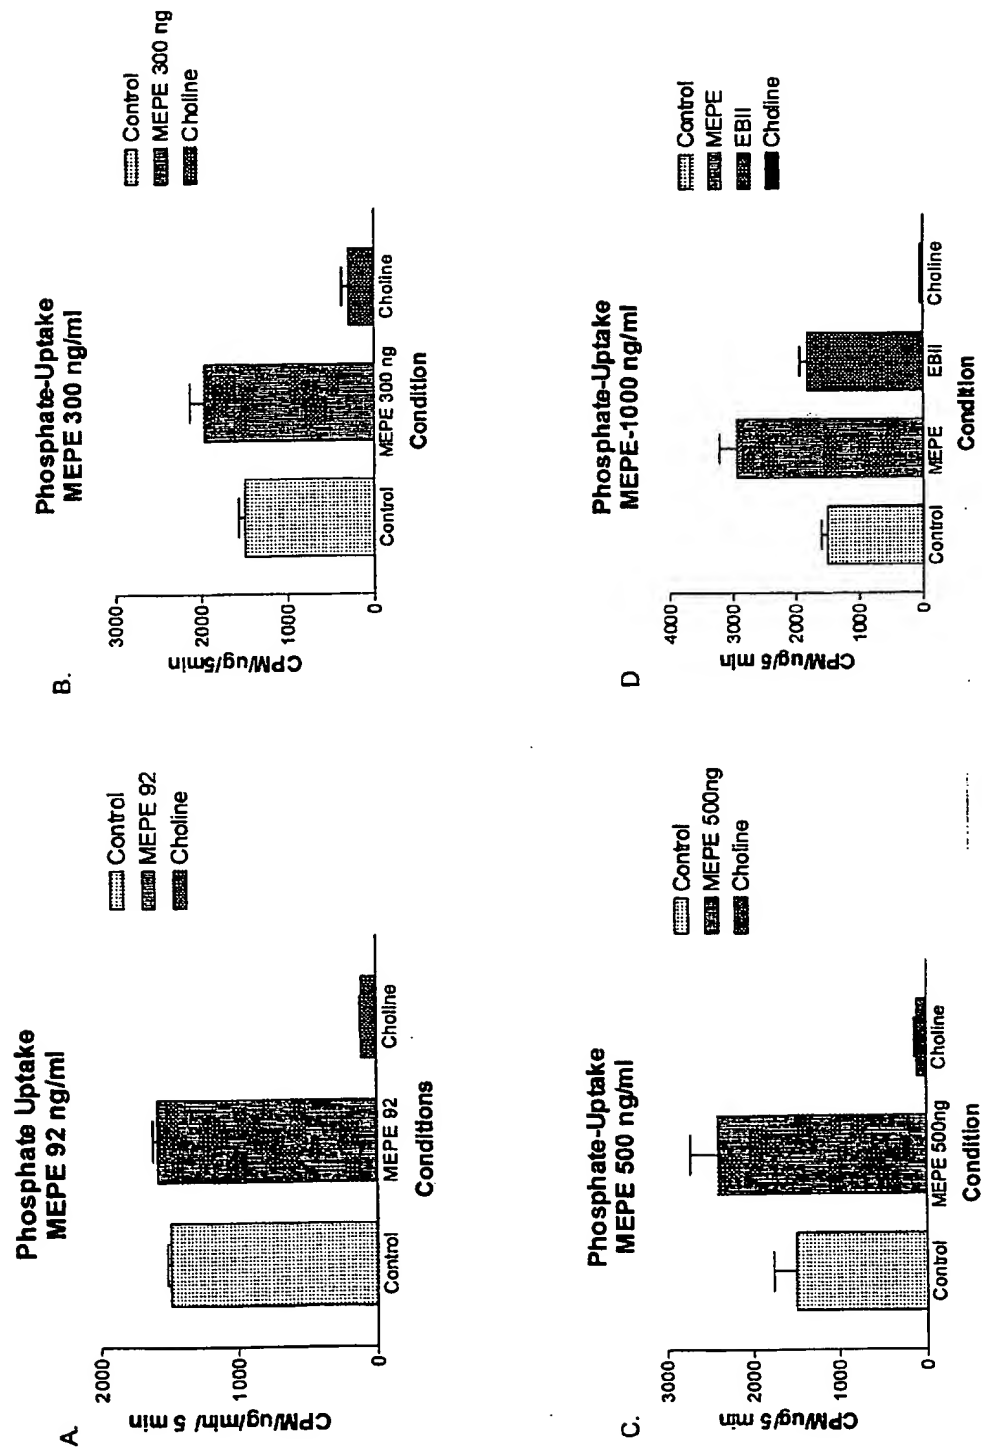 A.
Phosphate Uptake
MEPE 92 ng/ml
CPM/ug/min/ 5 min
2000
1000
0
Control
MEPE 92
Choline
Conditions
Control
MEPE 92
Choline
B.
Phosphate-Uptake
MEPE 300 ng/ml
CPM/ug/5min
3000
2000
1000
0
Control
MEPE 300 ng
Choline
Condition
Control
MEPE 300 ng
Choline
C.
Phosphate-Uptake
MEPE 500 ng/ml
CPM/ug/5 min
3000
2000
1000
0
Control
MEPE 500ng
Choline
Condition
Control
MEPE 500ng
Choline
D
Phosphate-Uptake
MEPE-1000 ng/ml
CPM/ug/5 min
4000
3000
2000
1000
0
Control
MEPE
EBII
Choline
Condition
Control
MEPE
EBII
Choline